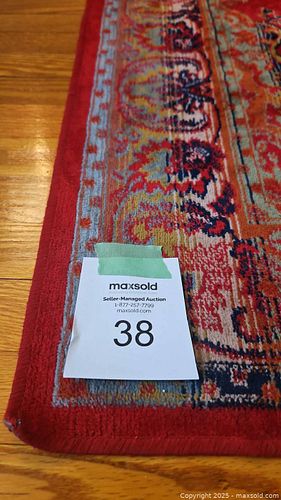 maxsold
Seller-Managed Auction
1-877-257-7799
maxsold.com
38
Copyright © 2025 - maxsold.com